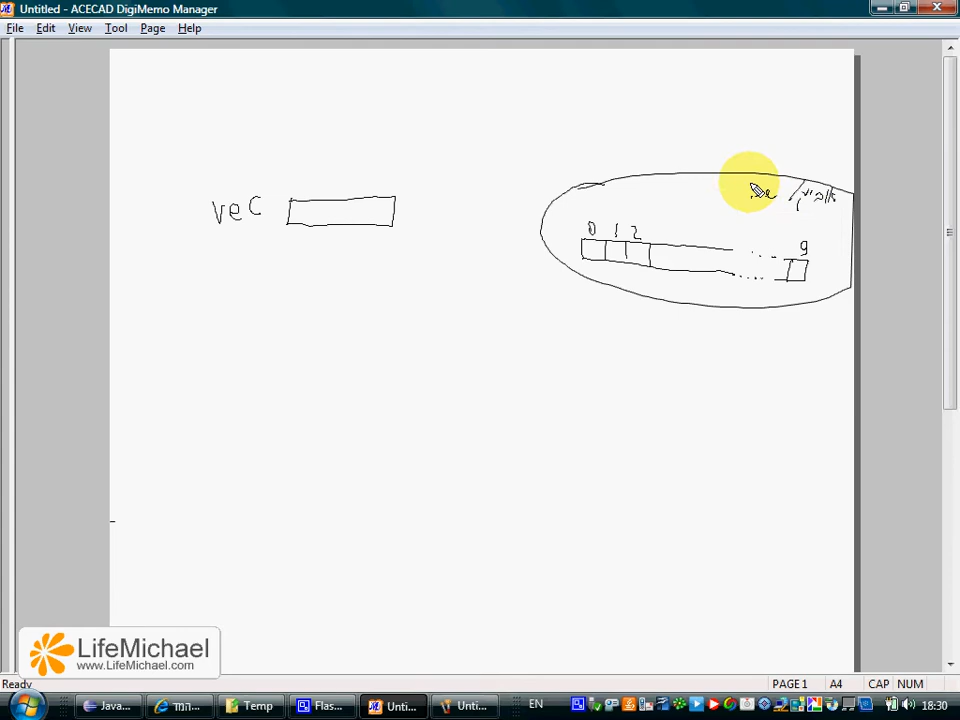 Untitled - ACECAD DigiMemo Manager
File Edit View Tool Page Help
vec
0 1 2 9
LifeMichael
www.LifeMichael.com
Ready PAGE 1 A4 CAP NUM
Java... המר... Temp Flas... Unti... Unti... EN 18:30